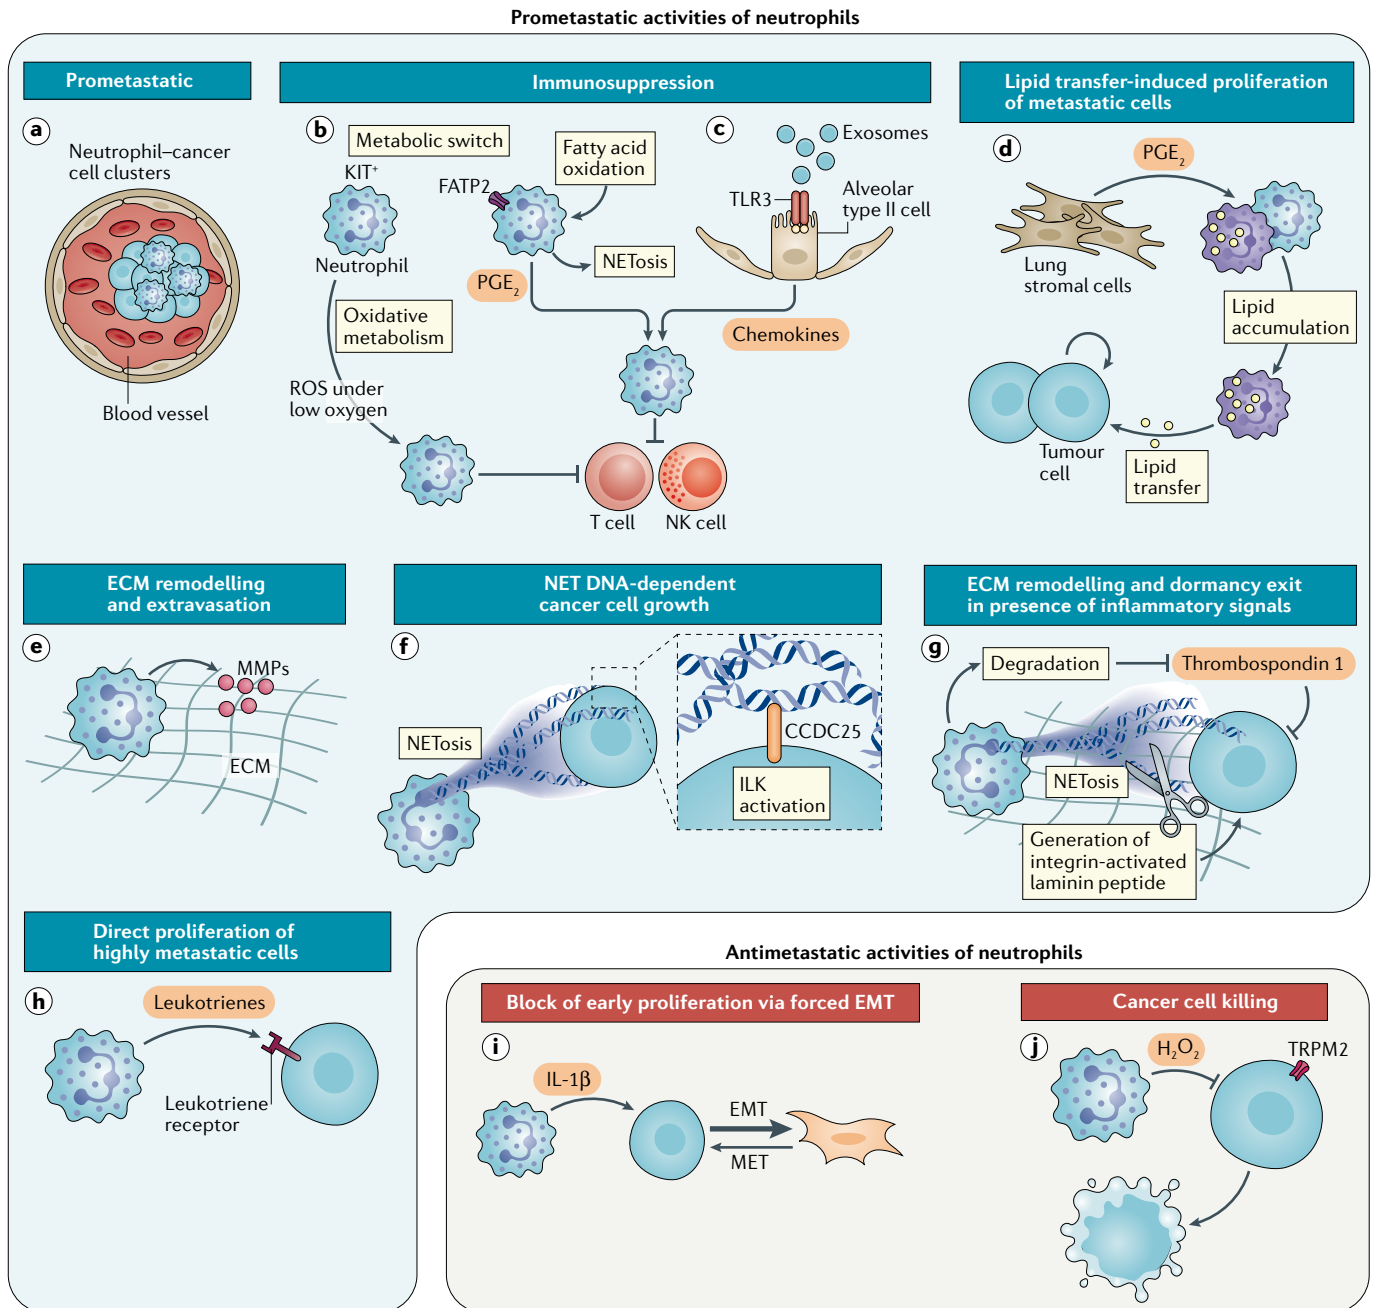 Prometastatic activities of neutrophils
Prometastatic
a
Neutrophil–cancer
cell clusters
Blood vessel
Immunosuppression
b
Metabolic switch
KIT⁺
Neutrophil
Oxidative
metabolism
ROS under
low oxygen
FATP2
Fatty acid
oxidation
NETosis
PGE₂
c
Exosomes
TLR3
Alveolar
type II cell
Chemokines
T cell
NK cell
Lipid transfer-induced proliferation
of metastatic cells
d
PGE₂
Lung
stromal cells
Lipid
accumulation
Tumour
cell
Lipid
transfer
ECM remodelling
and extravasation
e
MMPs
ECM
NET DNA-dependent
cancer cell growth
f
NETosis
CCDC25
ILK
activation
ECM remodelling and dormancy exit
in presence of inflammatory signals
g
Degradation
Thrombospondin 1
NETosis
Generation of
integrin-activated
laminin peptide
Direct proliferation of
highly metastatic cells
h
Leukotrienes
Leukotriene
receptor
Antimetastatic activities of neutrophils
Block of early proliferation via forced EMT
i
IL-1β
EMT
MET
Cancer cell killing
j
H₂O₂
TRPM2